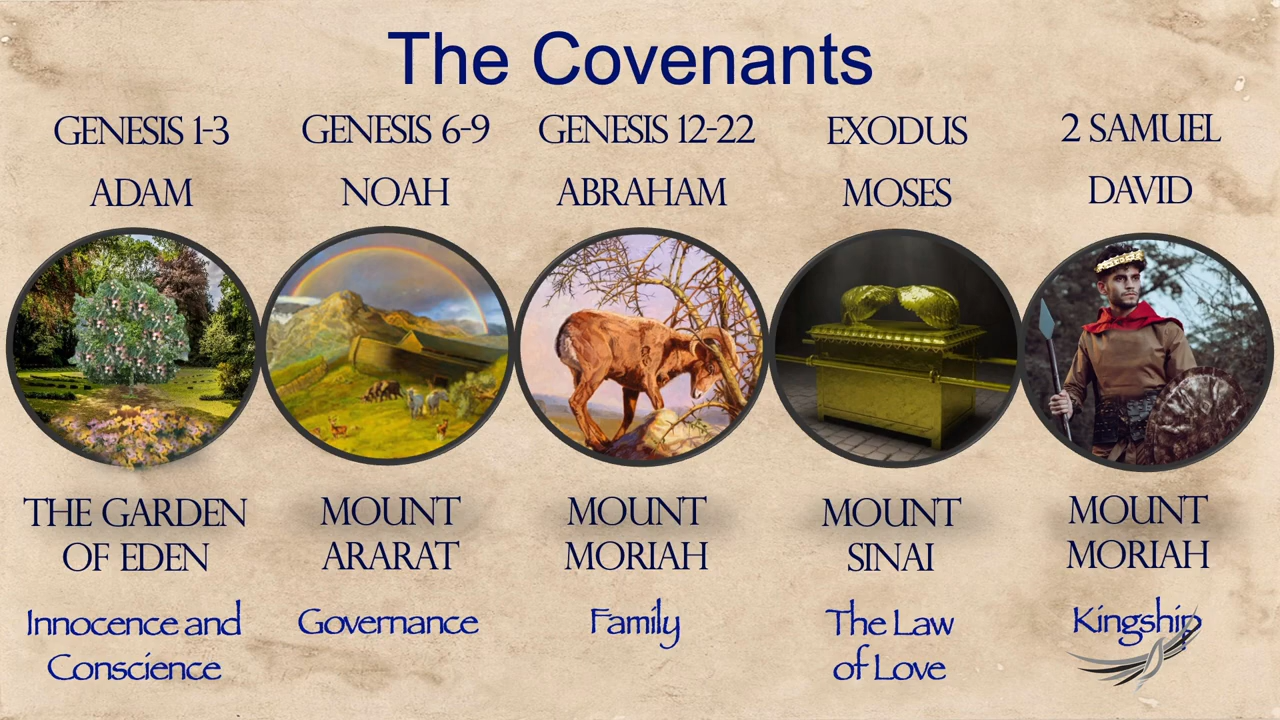 The Covenants
GENESIS 1-3
GENESIS 6-9
GENESIS 12-22
EXODUS
2 SAMUEL
ADAM
NOAH
ABRAHAM
MOSES
DAVID
THE GARDEN
OF EDEN
MOUNT
ARARAT
MOUNT
MORIAH
MOUNT
SINAI
MOUNT
MORIAH
Innocence and
Conscience
Governance
Family
The Law
of Love
Kingship